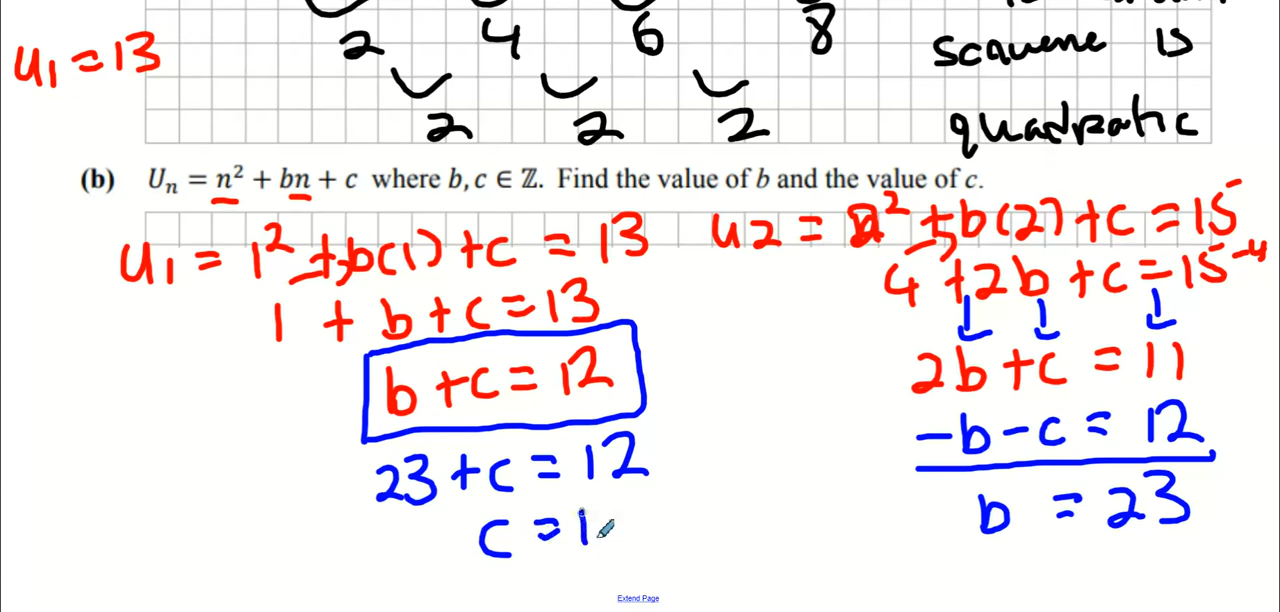 2 4 6 8
u1 = 13
scquene is
2 2 2
quadratic
(b) Un = n² + bn + c where b, c ∈ ℤ. Find the value of b and the value of c.
u1 = 1² + b(1) + c = 13
u2 = 2² + b(2) + c = 15
1 + b + c = 13
4 + 2b + c = 15 -4
b + c = 12
2b + c = 11
-b - c = 12
23 + c = 12
b = 23
c = 1
Extend Page